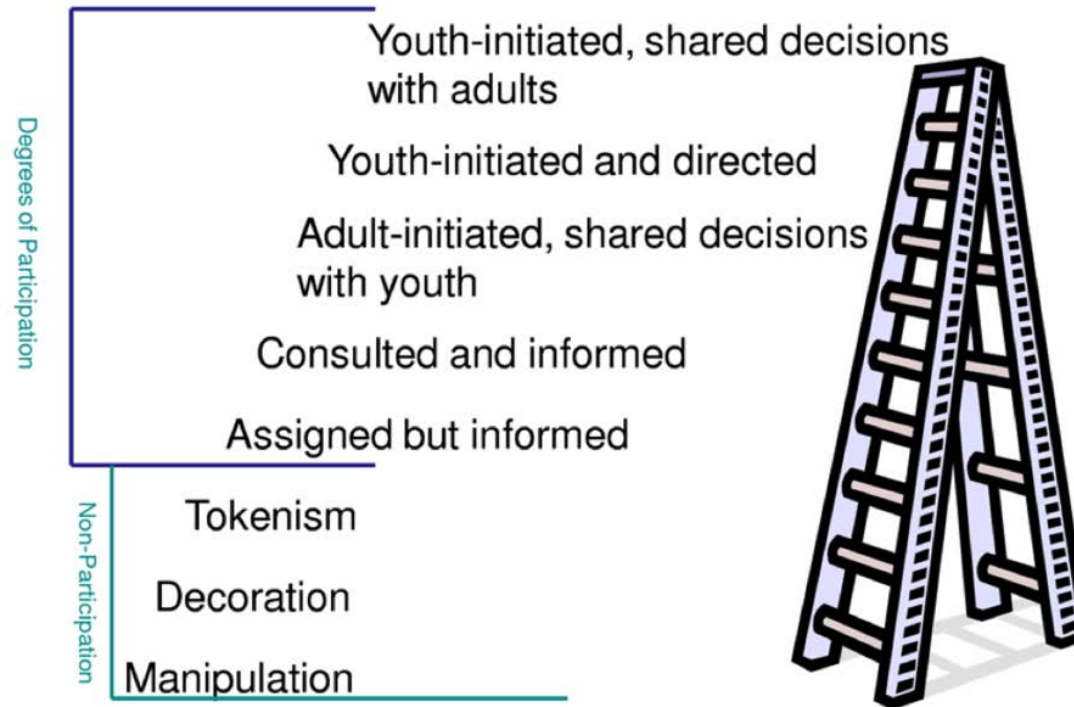 Degrees of Participation
Youth-initiated, shared decisions
with adults
Youth-initiated and directed
Adult-initiated, shared decisions
with youth
Consulted and informed
Assigned but informed
Non-Participation
Tokenism
Decoration
Manipulation